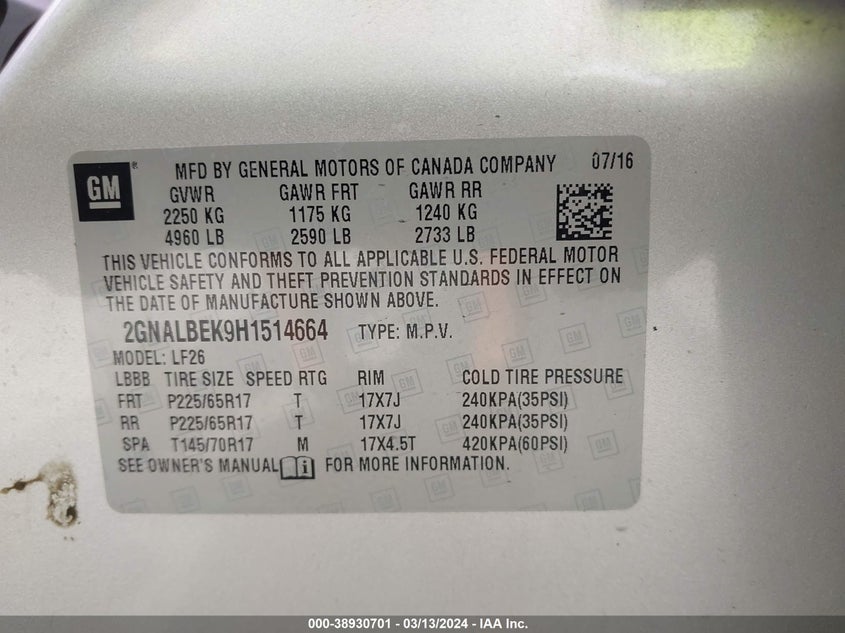 GM
MFD BY GENERAL MOTORS OF CANADA COMPANY 07/16
GVWR GAWR FRT GAWR RR
2250 KG 1175 KG 1240 KG
4960 LB 2590 LB 2733 LB
THIS VEHICLE CONFORMS TO ALL APPLICABLE U.S. FEDERAL MOTOR
VEHICLE SAFETY AND THEFT PREVENTION STANDARDS IN EFFECT ON
THE DATE OF MANUFACTURE SHOWN ABOVE.
2GNALBEK9H1514664 TYPE: M.P.V.
MODEL: LF26
LBBB TIRE SIZE SPEED RTG RIM COLD TIRE PRESSURE
FRT P225/65R17 T 17X7J 240KPA(35PSI)
RR P225/65R17 T 17X7J 240KPA(35PSI)
SPA T145/70R17 M 17X4.5T 420KPA(60PSI)
SEE OWNER'S MANUAL FOR MORE INFORMATION.
000-38930701 - 03/13/2024 - IAA Inc.